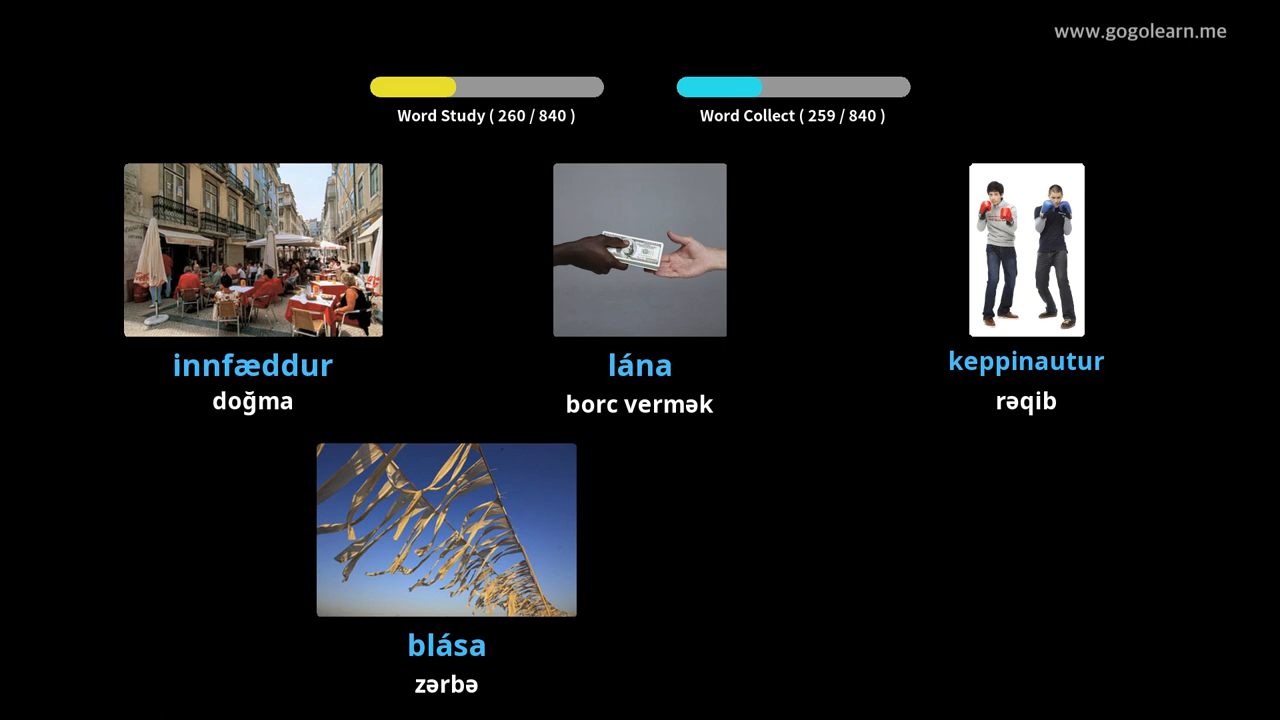 www.gogolearn.me
Word Study ( 260 / 840 )
Word Collect ( 259 / 840 )
innfæddur
doğma
lána
borc vermək
keppinautur
rəqib
blása
zərbə